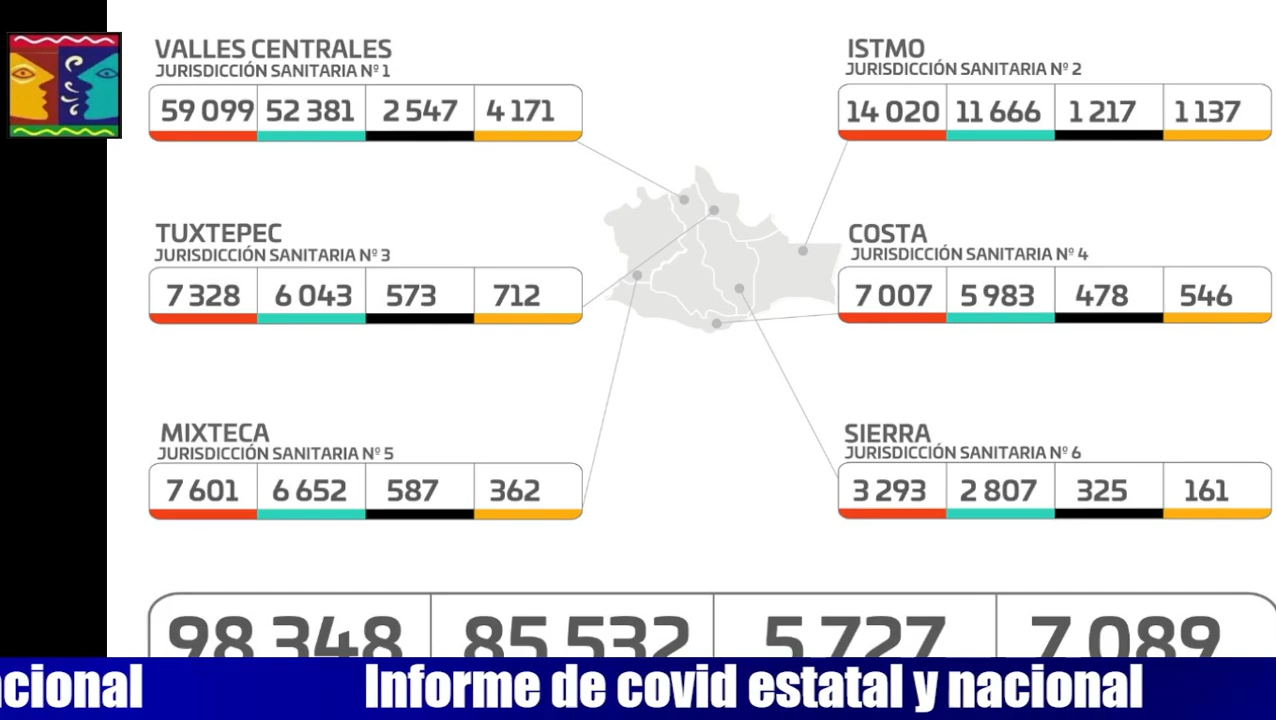 VALLES CENTRALES
JURISDICCIÓN SANITARIA Nº 1
59 099 52 381 2 547 4 171
ISTMO
JURISDICCIÓN SANITARIA Nº 2
14 020 11 666 1 217 1 137
TUXTEPEC
JURISDICCIÓN SANITARIA Nº 3
7 328 6 043 573 712
COSTA
JURISDICCIÓN SANITARIA Nº 4
7 007 5 983 478 546
MIXTECA
JURISDICCIÓN SANITARIA Nº 5
7 601 6 652 587 362
SIERRA
JURISDICCIÓN SANITARIA Nº 6
3 293 2 807 325 161
98 348 85 532 5 727 7 089
acional Informe de covid estatal y nacional